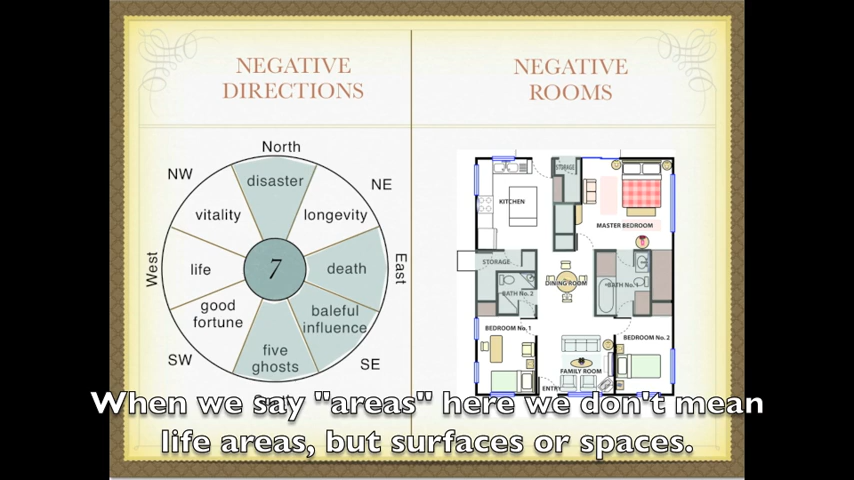 NEGATIVE
DIRECTIONS
North
NW
NE
West
East
SW
SE
disaster
vitality
longevity
life
7
death
good
fortune
baleful
influence
five
ghosts
NEGATIVE
ROOMS
STORAGE
KITCHEN
MASTER BEDROOM
STORAGE
DINING ROOM
BATH No. 2
BATH No. 1
BEDROOM No. 1
BEDROOM No. 2
FAMILY ROOM
ENTRY
When we say "areas" here we don't mean
life areas, but surfaces or spaces.